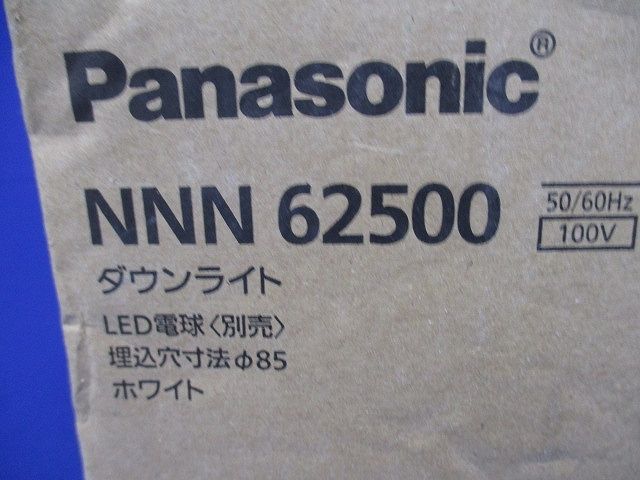 Panasonic®
NNN 62500
50/60Hz
100V
ダウンライト
LED電球〈別売〉
埋込穴寸法φ85
ホワイト